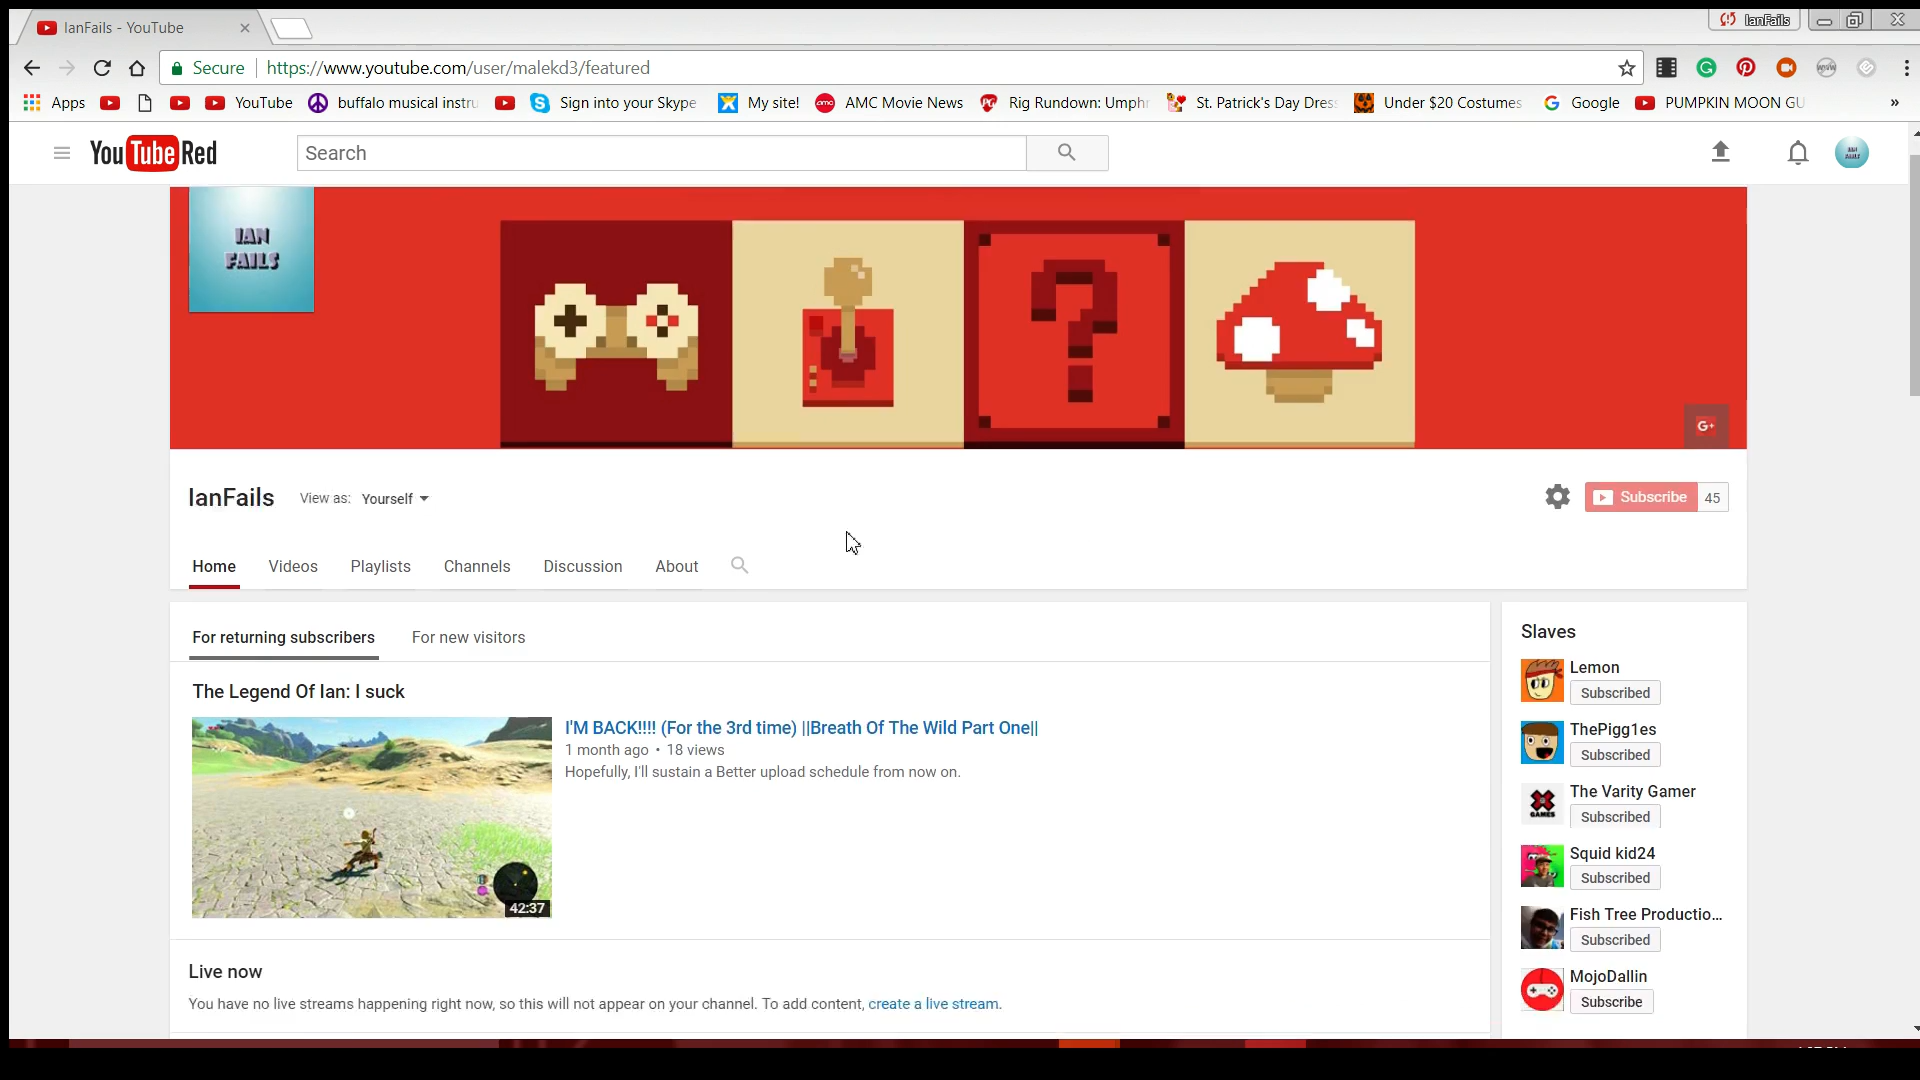 IanFails - YouTube
IanFails
Secure
https://www.youtube.com/user/malekd3/featured
Apps
YouTube
buffalo musical instru
Sign into your Skype
My site!
AMC Movie News
Rig Rundown: Umphr
St. Patrick's Day Dres
Under $20 Costumes
Google
PUMPKIN MOON GU
»
YouTube Red
Search
IAN
FAILS
G+
IanFails
View as:
Yourself
Subscribe
45
Home
Videos
Playlists
Channels
Discussion
About
For returning subscribers
For new visitors
The Legend Of Ian: I suck
I'M BACK!!!! (For the 3rd time) ||Breath Of The Wild Part One||
1 month ago • 18 views
Hopefully, I'll sustain a Better upload schedule from now on.
42:37
Live now
You have no live streams happening right now, so this will not appear on your channel. To add content, create a live stream.
Slaves
Lemon
Subscribed
ThePigg1es
Subscribed
The Varity Gamer
Subscribed
GAMES
Squid kid24
Subscribed
Fish Tree Productio...
Subscribed
MojoDallin
Subscribe